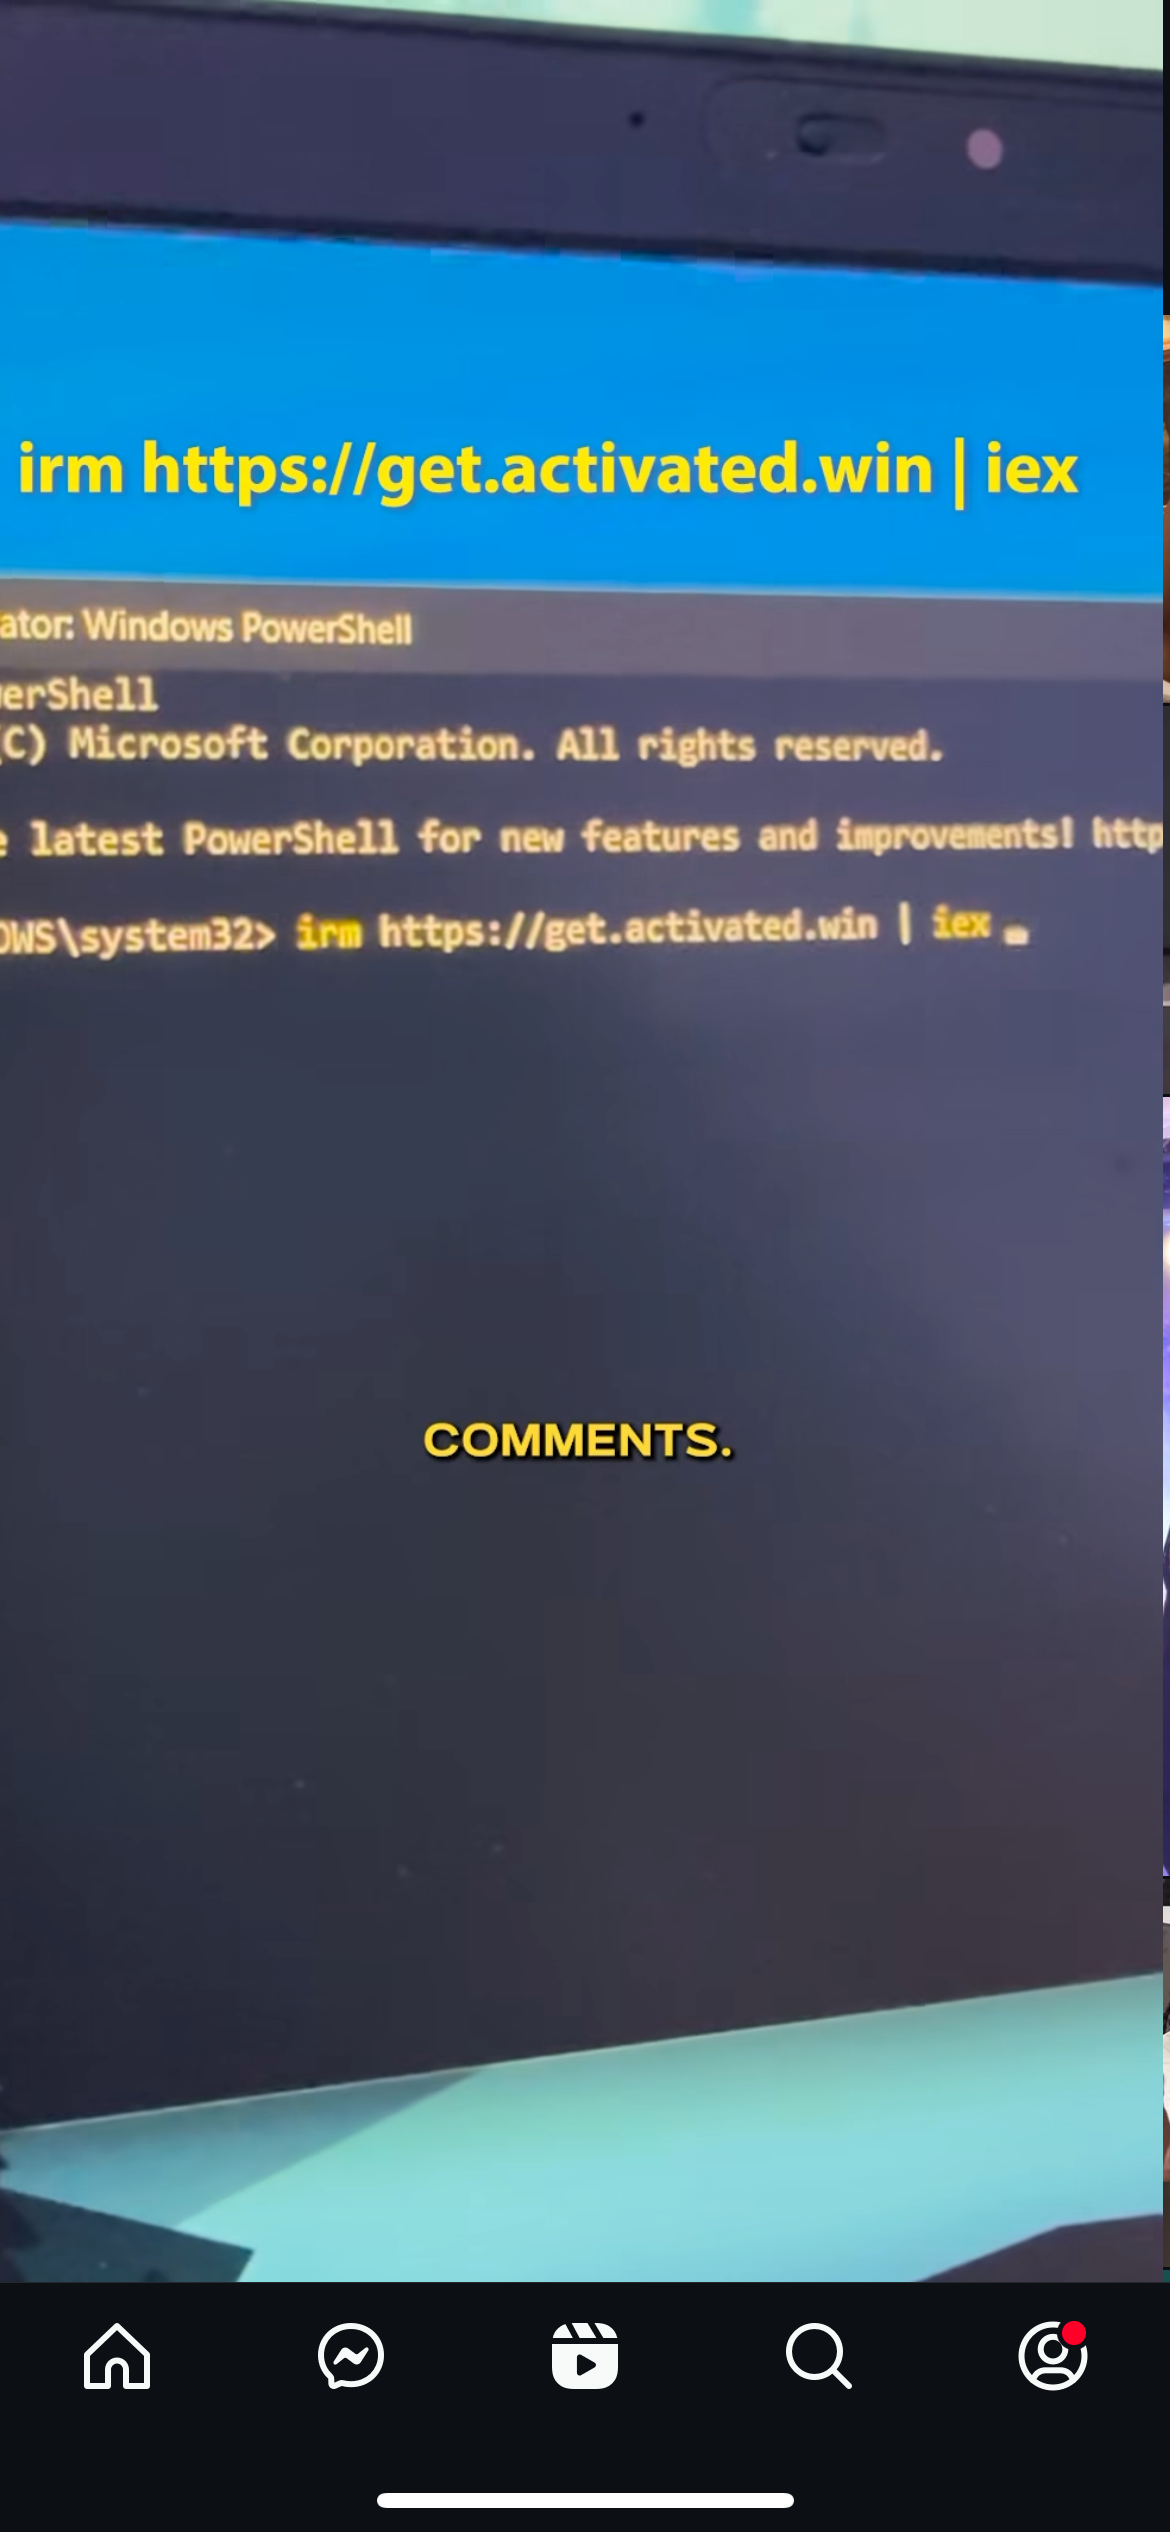 irm https://get.activated.win | iex
ator: Windows PowerShell
erShell
(C) Microsoft Corporation. All rights reserved.
latest PowerShell for new features and improvements! http
OWS\system32> irm https://get.activated.win | iex
COMMENTS.